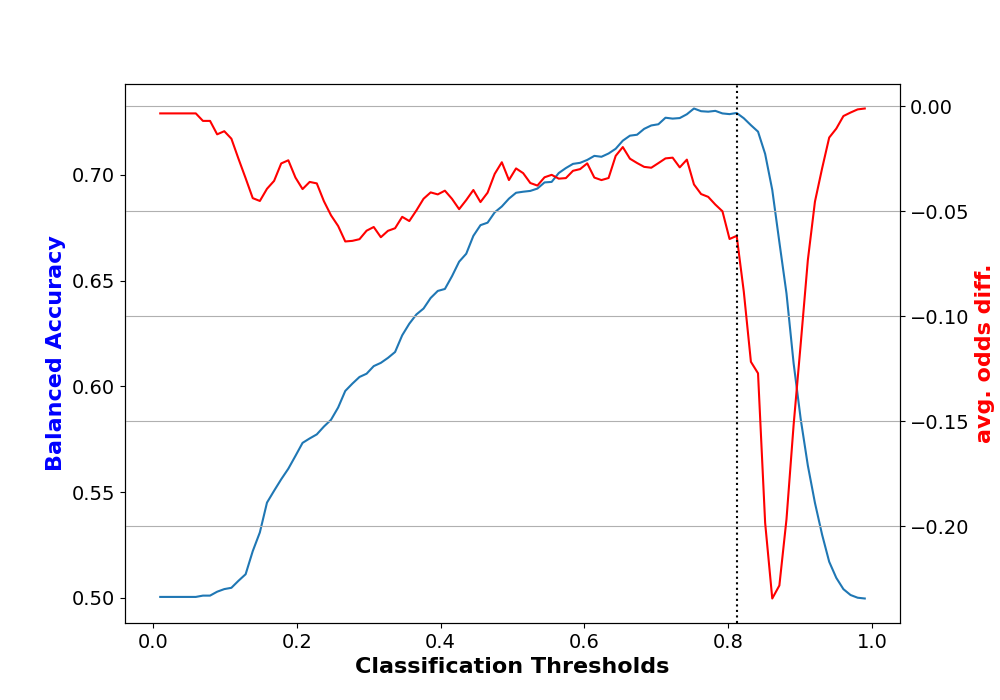 Balanced Accuracy
0.70
0.65
0.60
0.55
0.50
0.00
−0.05
−0.10
−0.15
−0.20
avg. odds diff.
0.0 0.2 0.4 0.6 0.8 1.0
Classification Thresholds